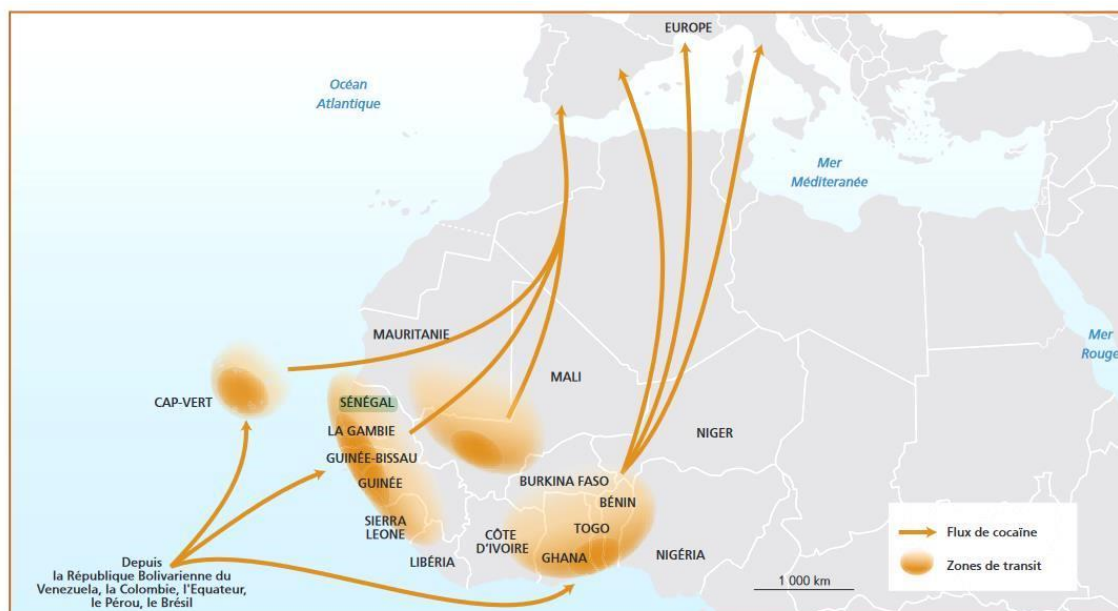 EUROPE
Océan
Atlantique
Mer
Méditeranée
Mer
Rouge
MAURITANIE
MALI
CAP-VERT
SÉNÉGAL
LA GAMBIE
NIGER
GUINÉE-BISSAU
GUINÉE
BURKINA FASO
BÉNIN
SIERRA
LEONE
CÔTE
D'IVOIRE
TOGO
GHANA
NIGÉRIA
LIBÉRIA
Depuis
la République Bolivarienne du
Venezuela, la Colombie, l'Equateur,
le Pérou, le Brésil
1 000 km
Flux de cocaïne
Zones de transit